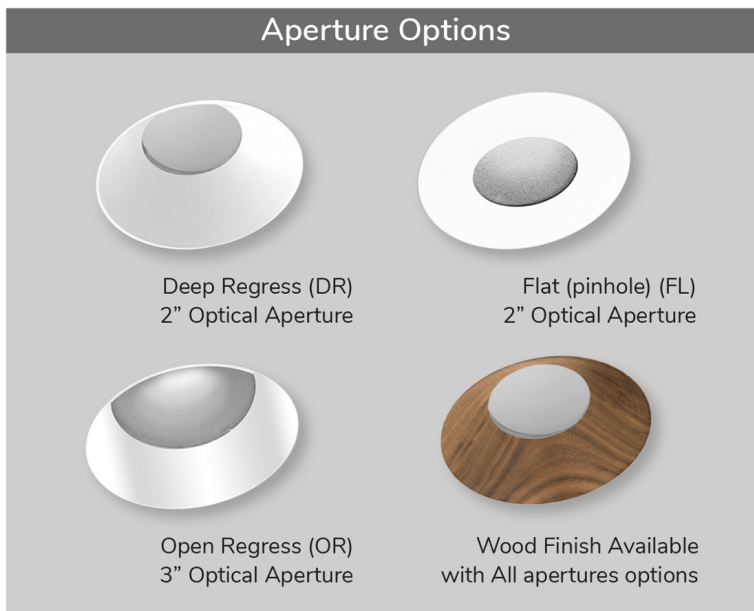 Aperture Options
Deep Regress (DR)
2” Optical Aperture
Flat (pinhole) (FL)
2” Optical Aperture
Open Regress (OR)
3” Optical Aperture
Wood Finish Available
with All apertures options